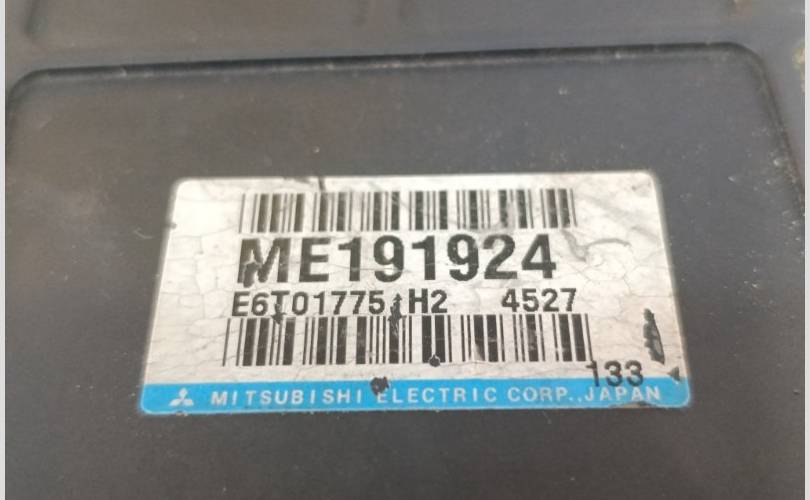 ME191924
E6T01775 H2 4527
133
MITSUBISHI ELECTRIC CORP., JAPAN